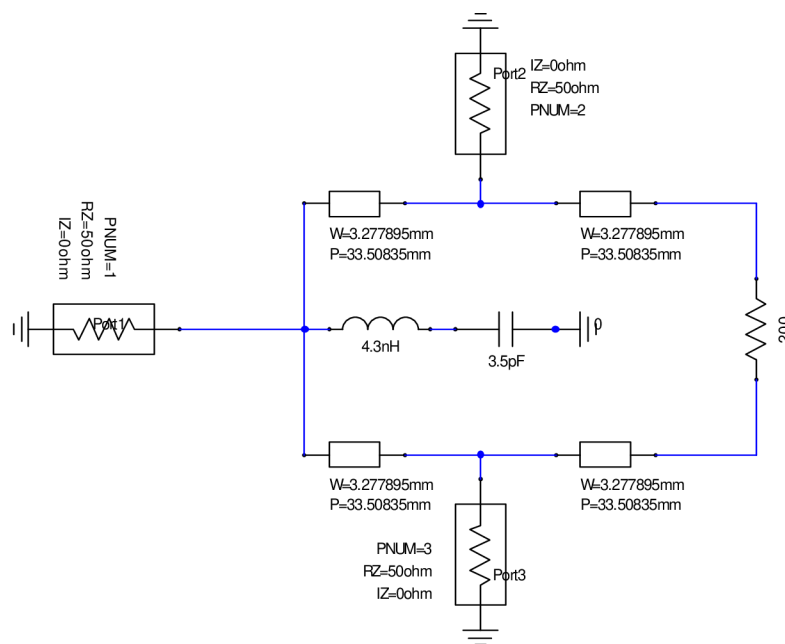 Port2
IZ=0ohm
RZ=50ohm
PNUM=2
W=3.277895mm
P=33.50835mm
W=3.277895mm
P=33.50835mm
PNUM=1
RZ=50ohm
IZ=0ohm
Port1
4.3nH
3.5pF
0
W=3.277895mm
P=33.50835mm
W=3.277895mm
P=33.50835mm
PNUM=3
RZ=50ohm
IZ=0ohm
Port3